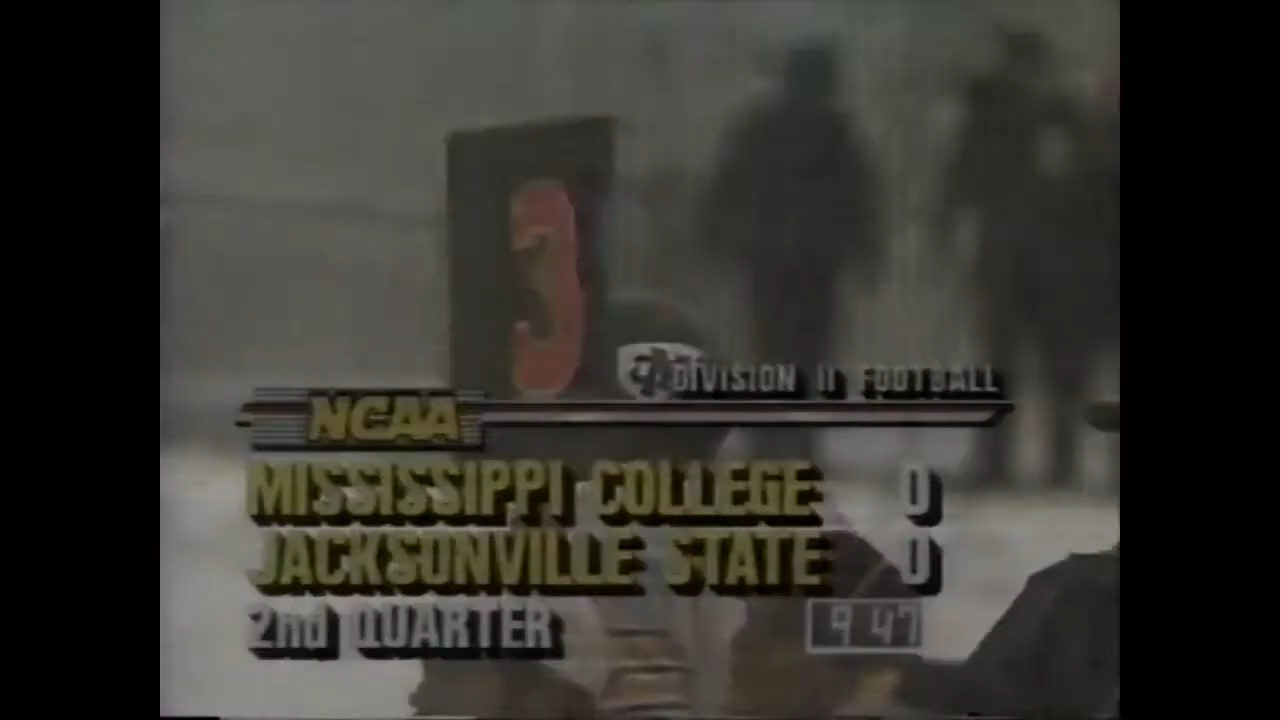 3
DIVISION II FOOTBALL
NCAA
MISSISSIPPI COLLEGE 0
JACKSONVILLE STATE 0
2nd QUARTER 9 47